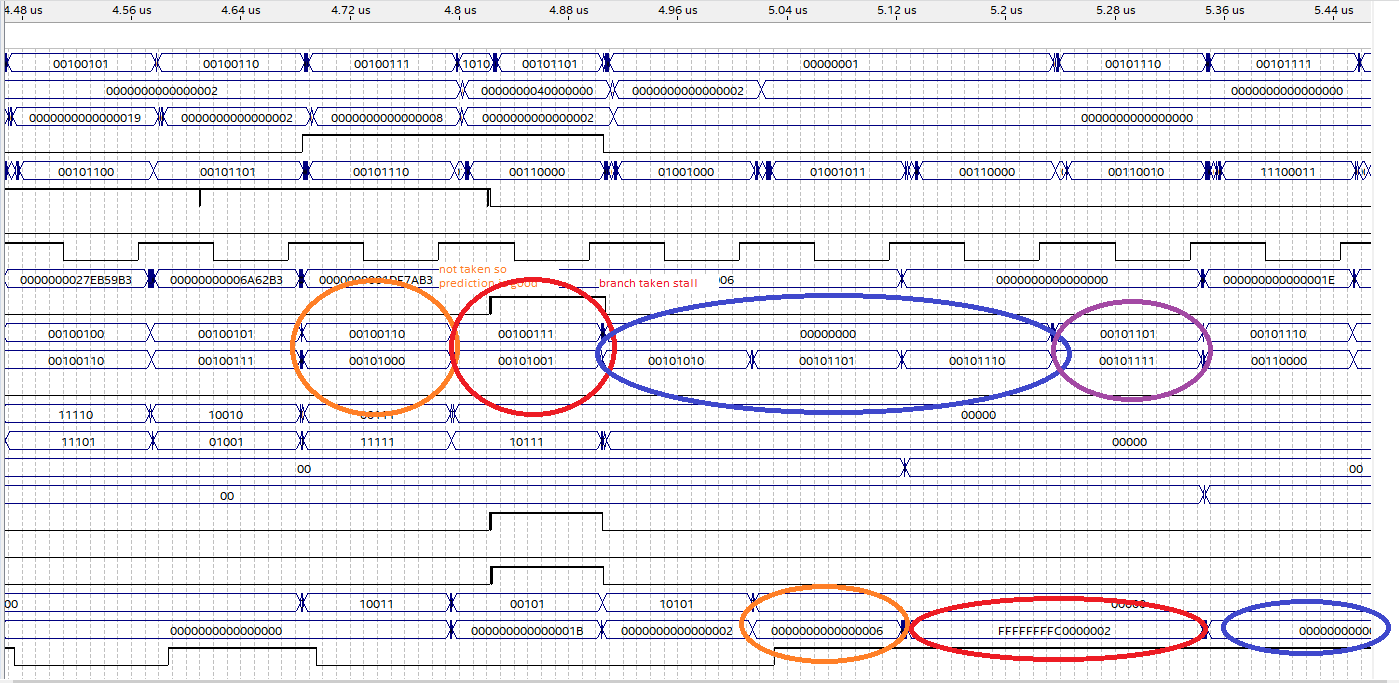 4.48 us 4.56 us 4.64 us 4.72 us 4.8 us 4.88 us 4.96 us 5.04 us 5.12 us 5.2 us 5.28 us 5.36 us 5.44 us
00100101 00100110 00100111 1010 00101101 00000001 00101110 00101111
0000000000000002 0000000040000000 0000000000000002 0000000000000000
0000000000000019 0000000000000002 0000000000000008 0000000000000002 0000000000000000
00101100 00101101 00101110 00110000 01001000 01001011 00110000 00110010 11100011
not taken so
prediction good
branch taken stall
0000000027EB59B3 00000000006A62B3 06 0000000000000000 000000000000001E
00100100 00100101 00100110 00100111 00000000 00101101 00101110
00100110 00100111 00101000 00101001 00101010 00101101 00101110 00101111 00110000
11110 10010 00000
11101 01001 11111 10111 00000
00 00
00
00 10011 00101 10101 00000
0000000000000000 000000000000001B 0000000000000002 0000000000000006 FFFFFFFFC0000002 0000000000